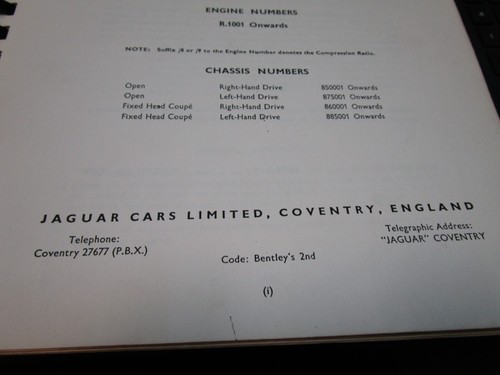 ENGINE NUMBERS
R.1001 Onwards
NOTE: Suffix /8 or /9 to the Engine Number denotes the Compression Ratio.
CHASSIS NUMBERS
Open Right-Hand Drive 850001 Onwards
Open Left-Hand Drive 875001 Onwards
Fixed Head Coupé Right-Hand Drive 860001 Onwards
Fixed Head Coupé Left-Hand Drive 885001 Onwards
JAGUAR CARS LIMITED, COVENTRY, ENGLAND
Telephone:
Coventry 27677 (P.B.X.)
Telegraphic Address:
"JAGUAR" COVENTRY
Code: Bentley's 2nd
(i)